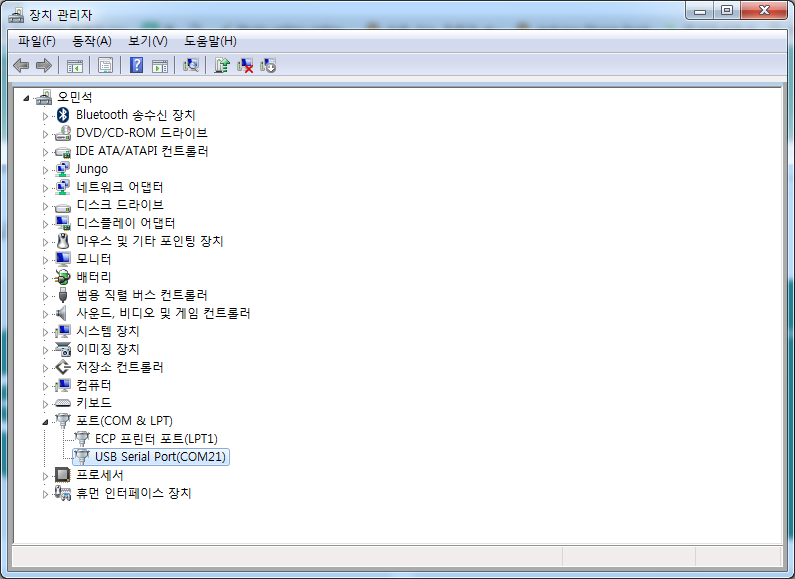 장치 관리자
파일(F) 동작(A) 보기(V) 도움말(H)
오민석
Bluetooth 송수신 장치
DVD/CD-ROM 드라이브
IDE ATA/ATAPI 컨트롤러
Jungo
네트워크 어댑터
디스크 드라이브
디스플레이 어댑터
마우스 및 기타 포인팅 장치
모니터
배터리
범용 직렬 버스 컨트롤러
사운드, 비디오 및 게임 컨트롤러
시스템 장치
이미징 장치
저장소 컨트롤러
컴퓨터
키보드
포트(COM & LPT)
ECP 프린터 포트(LPT1)
USB Serial Port(COM21)
프로세서
휴먼 인터페이스 장치